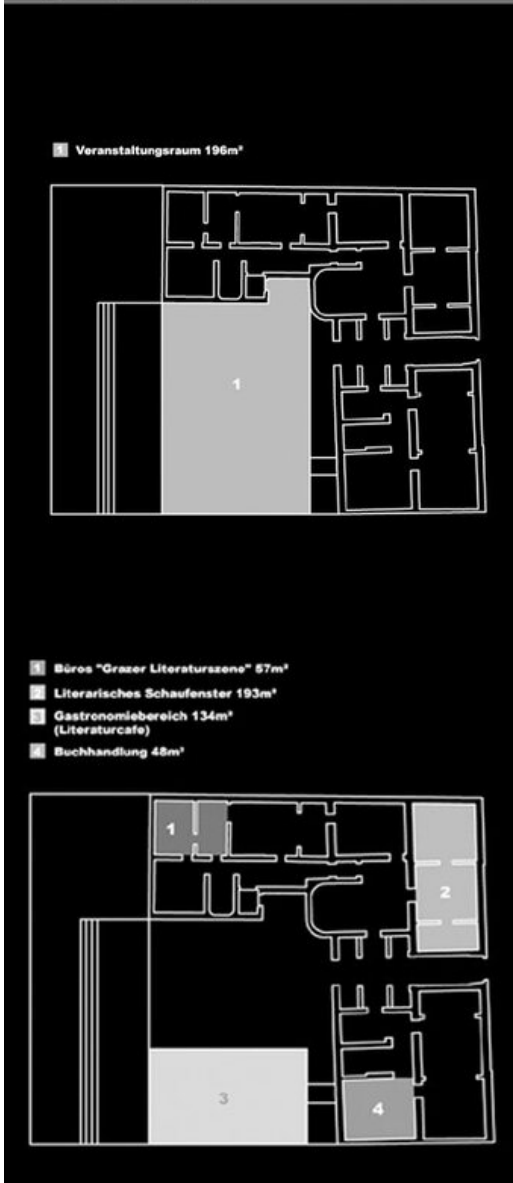 1 Veranstaltungsraum 196m²
1
1 Büros "Grazer Literaturszene" 57m²
2 Literarisches Schaufenster 193m²
3 Gastronomiebereich 134m²
(Literaturcafe)
4 Buchhandlung 48m²
1
2
3
4